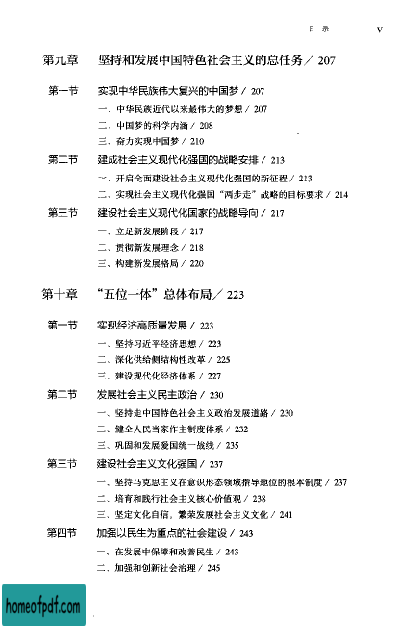 目 录 V
第九章 坚持和发展中国特色社会主义的总任务 / 207
第一节 实现中华民族伟大复兴的中国梦 / 207
一、中华民族近代以来最伟大的梦想 / 207
二、中国梦的科学内涵 / 208
三、奋力实现中国梦 / 210
第二节 建成社会主义现代化强国的战略安排 / 213
一、开启全面建设社会主义现代化强国的新征程 / 213
二、实现社会主义现代化强国“两步走”战略的目标要求 / 214
第三节 建设社会主义现代化国家的战略导向 / 217
一、立足新发展阶段 / 217
二、贯彻新发展理念 / 218
三、构建新发展格局 / 220
第十章 “五位一体”总体布局 / 223
第一节 实现经济高质量发展 / 223
一、坚持习近平经济思想 / 223
二、深化供给侧结构性改革 / 225
三、建设现代化经济体系 / 227
第二节 发展社会主义民主政治 / 230
一、坚持走中国特色社会主义政治发展道路 / 230
二、健全人民当家作主制度体系 / 232
三、巩固和发展爱国统一战线 / 235
第三节 建设社会主义文化强国 / 237
一、坚持马克思主义在意识形态领域指导地位的根本制度 / 237
二、培育和践行社会主义核心价值观 / 238
三、坚定文化自信，繁荣发展社会主义文化 / 241
第四节 加强以民生为重点的社会建设 / 243
一、在发展中保障和改善民生 / 243
二、加强和创新社会治理 / 245
homeofpdf.com